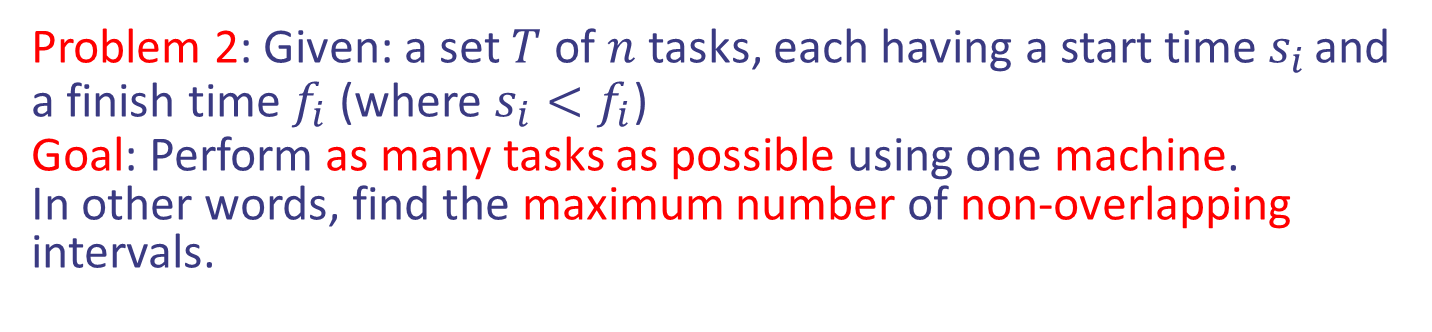 Problem 2: Given: a set T of n tasks, each having a start time sᵢ and
a finish time fᵢ (where sᵢ < fᵢ)
Goal: Perform as many tasks as possible using one machine.
In other words, find the maximum number of non-overlapping
intervals.